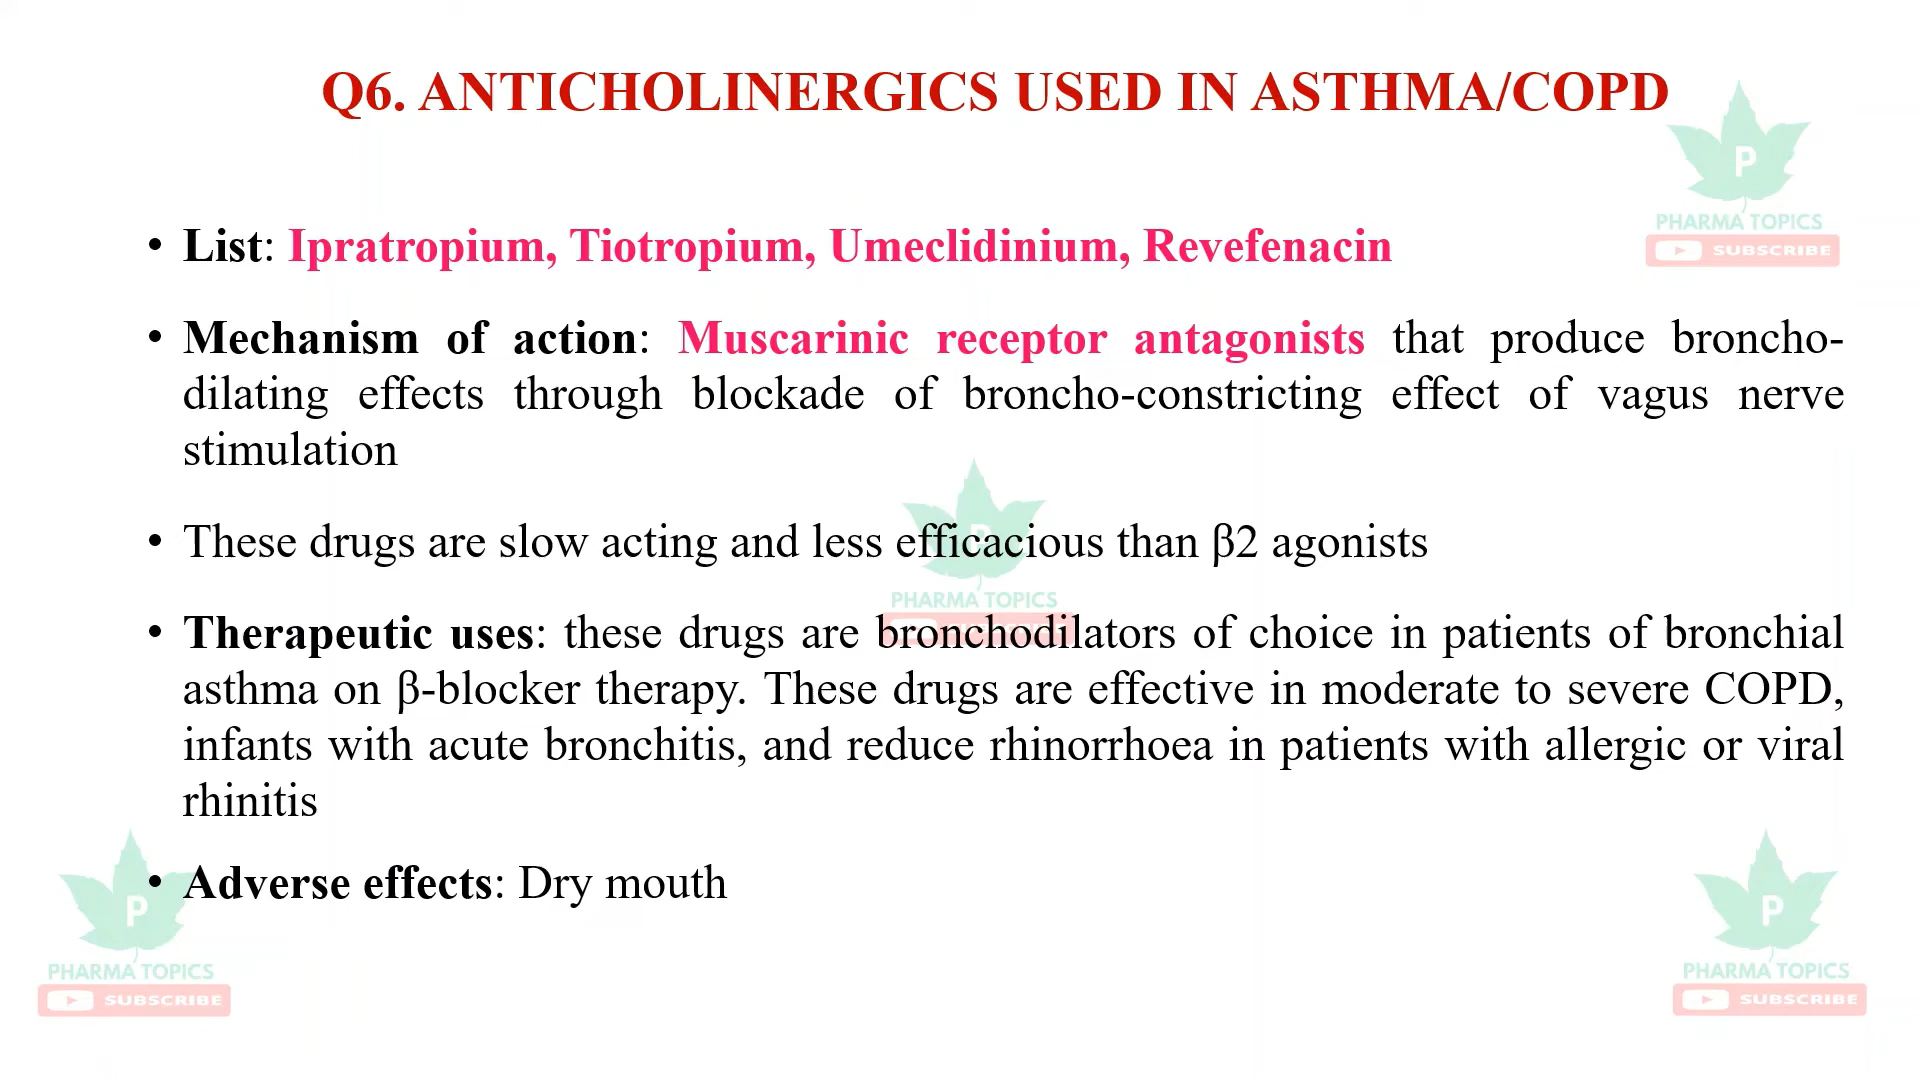 Q6. ANTICHOLINERGICS USED IN ASTHMA/COPD
P
PHARMA TOPICS
SUBSCRIBE
• List: Ipratropium, Tiotropium, Umeclidinium, Revefenacin
• Mechanism of action: Muscarinic receptor antagonists that produce broncho-
dilating effects through blockade of broncho-constricting effect of vagus nerve
stimulation
• These drugs are slow acting and less efficacious than β2 agonists
P
PHARMA TOPICS
• Therapeutic uses: these drugs are bronchodilators of choice in patients of bronchial
asthma on β-blocker therapy. These drugs are effective in moderate to severe COPD,
infants with acute bronchitis, and reduce rhinorrhoea in patients with allergic or viral
rhinitis
• Adverse effects: Dry mouth
P
PHARMA TOPICS
SUBSCRIBE
P
PHARMA TOPICS
SUBSCRIBE